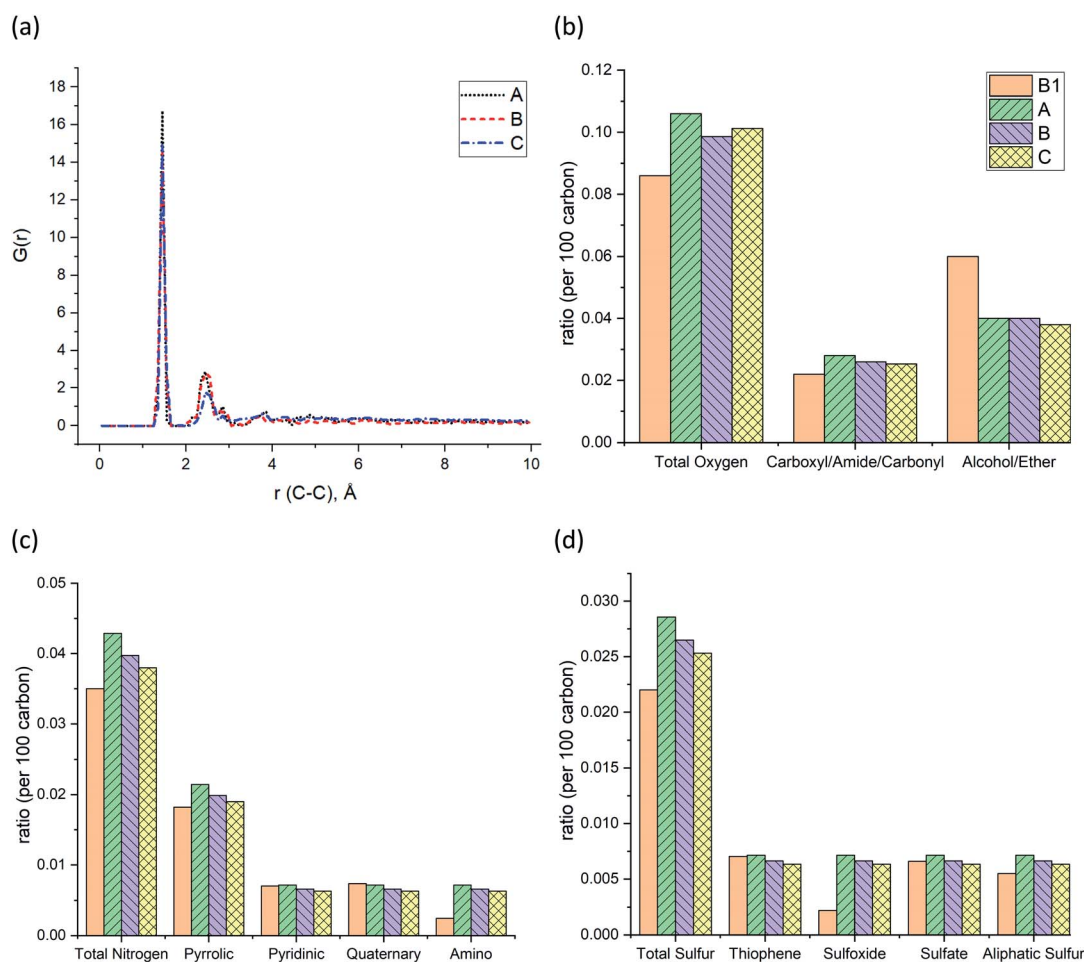 (a)
G(r)
18
16
14
12
10
8
6
4
2
0
0
2
4
6
8
10
r (C-C), Å
A
B
C
(b)
ratio (per 100 carbon)
0.12
0.10
0.08
0.06
0.04
0.02
0.00
Total Oxygen
Carboxyl/Amide/Carbonyl
Alcohol/Ether
B1
A
B
C
(c)
ratio (per 100 carbon)
0.05
0.04
0.03
0.02
0.01
0.00
Total Nitrogen
Pyrrolic
Pyridinic
Quaternary
Amino
(d)
ratio (per 100 carbon)
0.030
0.025
0.020
0.015
0.010
0.005
0.000
Total Sulfur
Thiophene
Sulfoxide
Sulfate
Aliphatic Sulfur